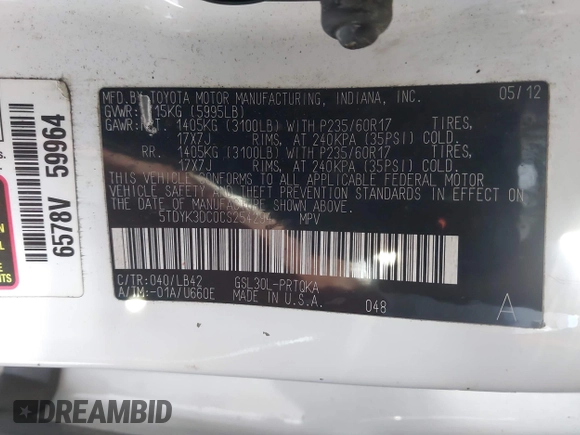 MFD.BY TOYOTA MOTOR MANUFACTURING, INDIANA, INC. 05/12
GVWR: 15KG (5995LB)
GAWR: 1405KG (3100LB) WITH P235/60R17 TIRES,
17X7J RIMS, AT 240KPA (35PSI) COLD.
RR. 1405KG (3100LB) WITH P235/60R17 TIRES,
17X7J RIMS, AT 240KPA (35PSI) COLD.
THIS VEHICLE CONFORMS TO ALL APPLICABLE FEDERAL MOTOR
VEHICLE SAFETY AND THEFT PREVENTION STANDARDS IN EFFECT ON
THE DATE OF MANUFACTURE SHOWN ABOVE.
MPV
C/TR:040/LB42 GSL30L-PRTQKA
A/TM:-01A/U660E MADE IN U.S.A. 048 A
6578V 59964
DREAMBID